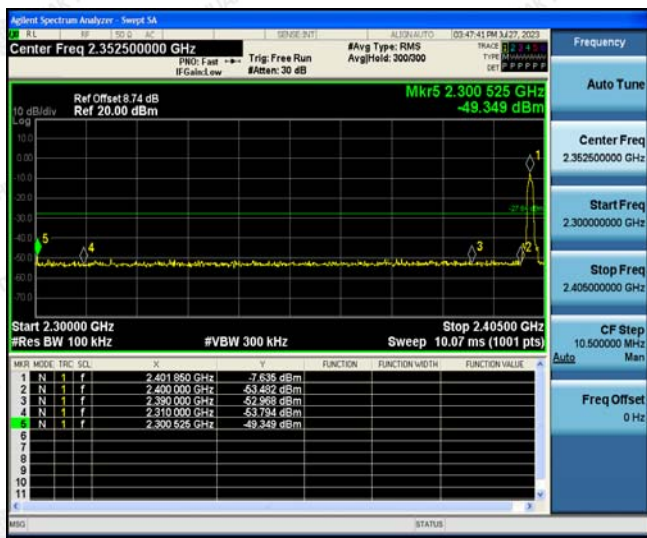 Agilent Spectrum Analyzer - Swept SA
RL RF 50 Ω AC SENSE:INT ALIGN AUTO 03:47:41 PM Jul 27, 2023
Center Freq 2.352500000 GHz
PNO: Fast
IFGain:Low
Trig: Free Run
#Atten: 30 dB
#Avg Type: RMS
Avg|Hold: 300/300
TRACE 1 2 3 4 5 6
TYPE
DET P P P P P P
Ref Offset 8.74 dB
10 dB/div Ref 20.00 dBm
Log
Mkr5 2.300 525 GHz
-49.349 dBm
10.0
0.00
-10.0
-20.0
-30.0
-40.0
-50.0
-60.0
-70.0
1
2
3
4
5
Start 2.30000 GHz Stop 2.40500 GHz
#Res BW 100 kHz #VBW 300 kHz Sweep 10.07 ms (1001 pts)
MKR MODE TRC SCL X Y FUNCTION FUNCTION WIDTH FUNCTION VALUE
1 N 1 f 2.401 850 GHz -7.635 dBm
2 N 1 f 2.400 000 GHz -53.482 dBm
3 N 1 f 2.390 000 GHz -52.968 dBm
4 N 1 f 2.310 000 GHz -53.794 dBm
5 N 1 f 2.300 525 GHz -49.349 dBm
6
7
8
9
10
11
MSG STATUS
Frequency
Auto Tune
Center Freq
2.352500000 GHz
Start Freq
2.300000000 GHz
Stop Freq
2.405000000 GHz
CF Step
10.500000 MHz
Auto Man
Freq Offset
0 Hz